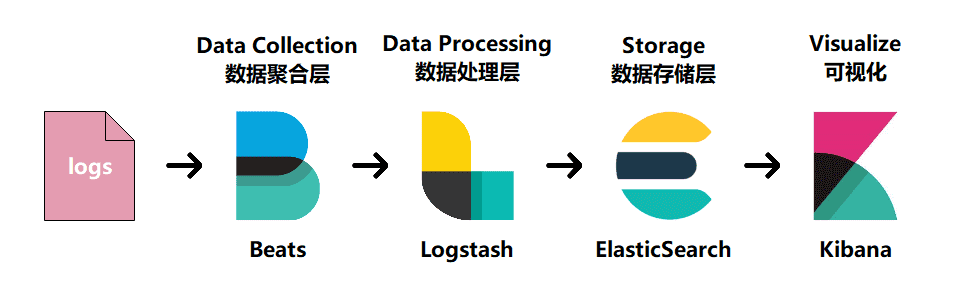 Data Collection
数据聚合层
Data Processing
数据处理层
Storage
数据存储层
Visualize
可视化
logs
Beats
Logstash
ElasticSearch
Kibana